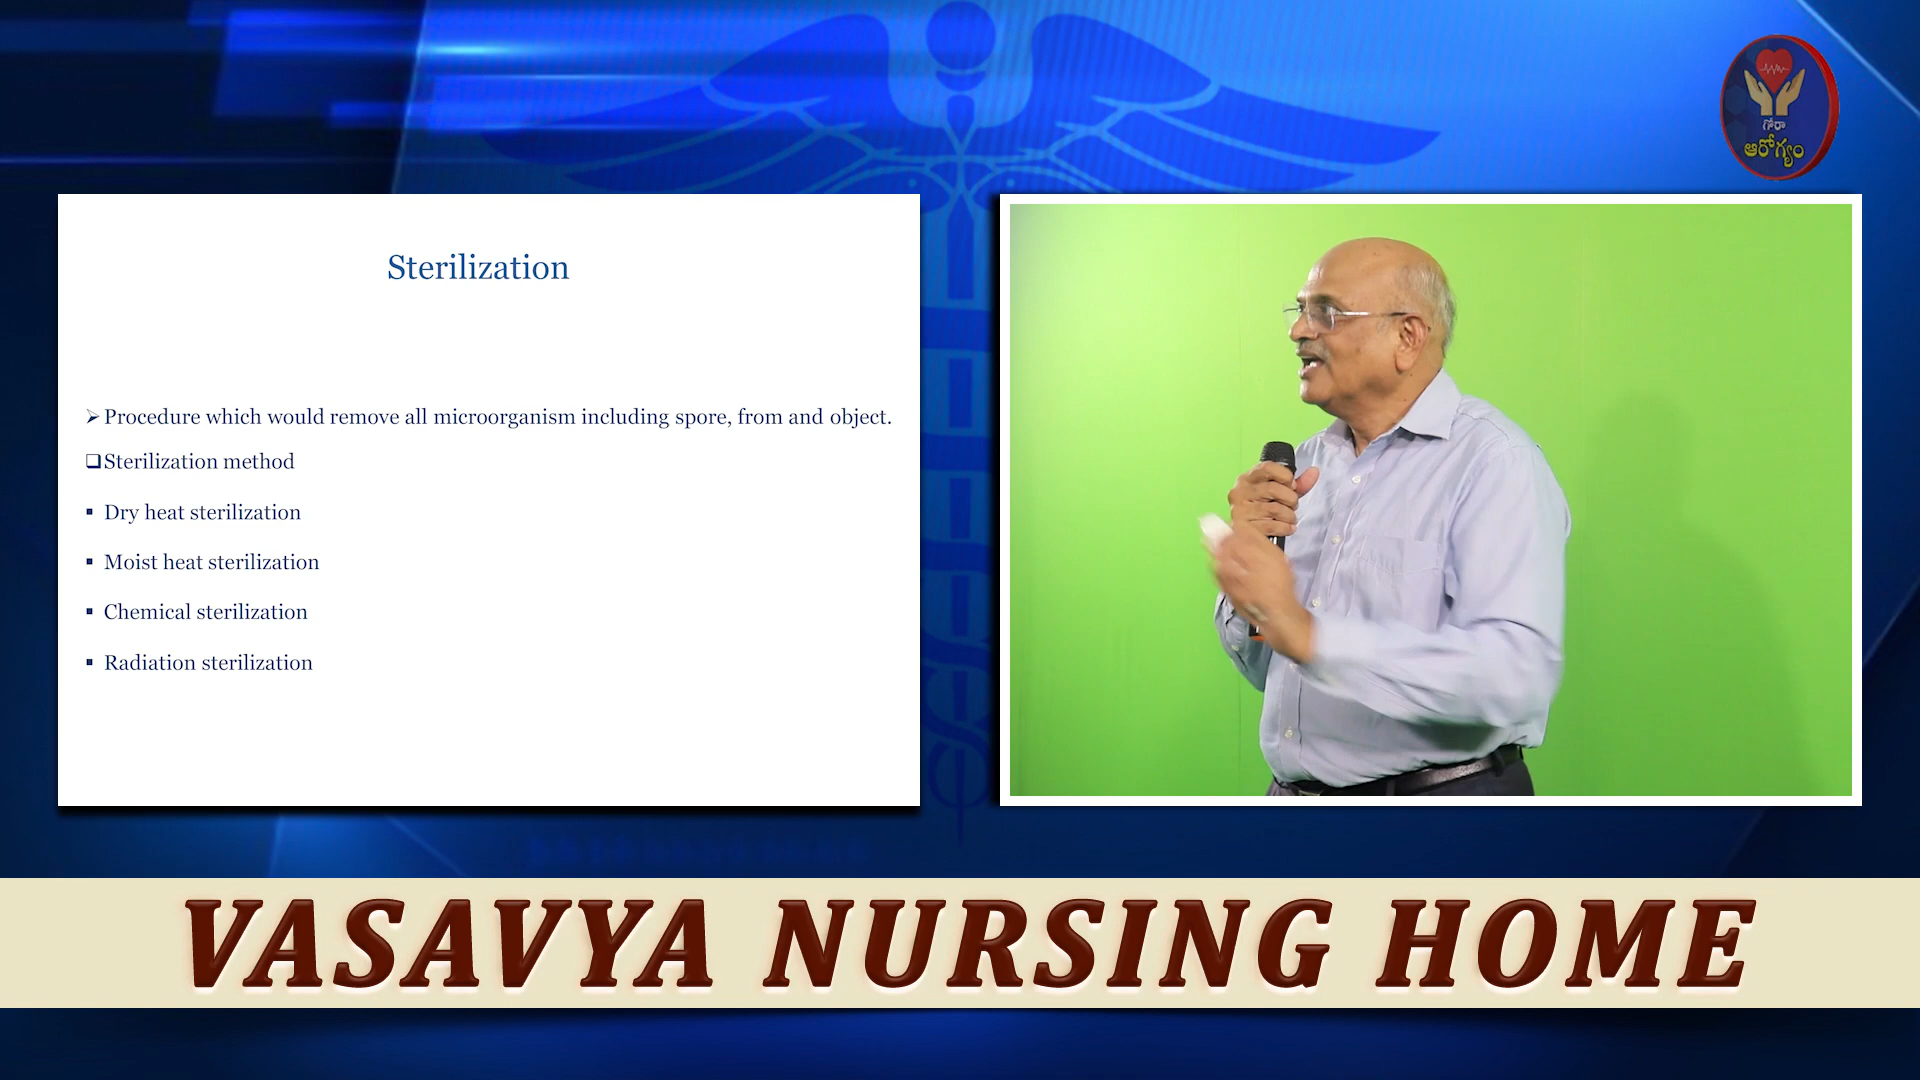 గోరా
ఆరోగ్యం
Sterilization
Procedure which would remove all microorganism including spore, from and object.
Sterilization method
Dry heat sterilization
Moist heat sterilization
Chemical sterilization
Radiation sterilization
VASAVYA NURSING HOME